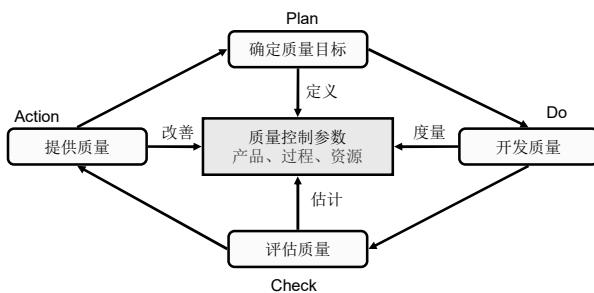 Plan
确定质量目标
定义
Action
Do
提供质量
改善
质量控制参数
产品、过程、资源
度量
开发质量
估计
评估质量
Check